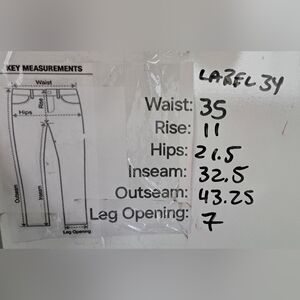 KEY MEASUREMENTS
Waist
Rise
Hips
Outseam
Inseam
Leg Opening
LABEL 34
Waist: 35
Rise: 11
Hips: 21.5
Inseam: 32.5
Outseam: 43.25
Leg Opening: 7